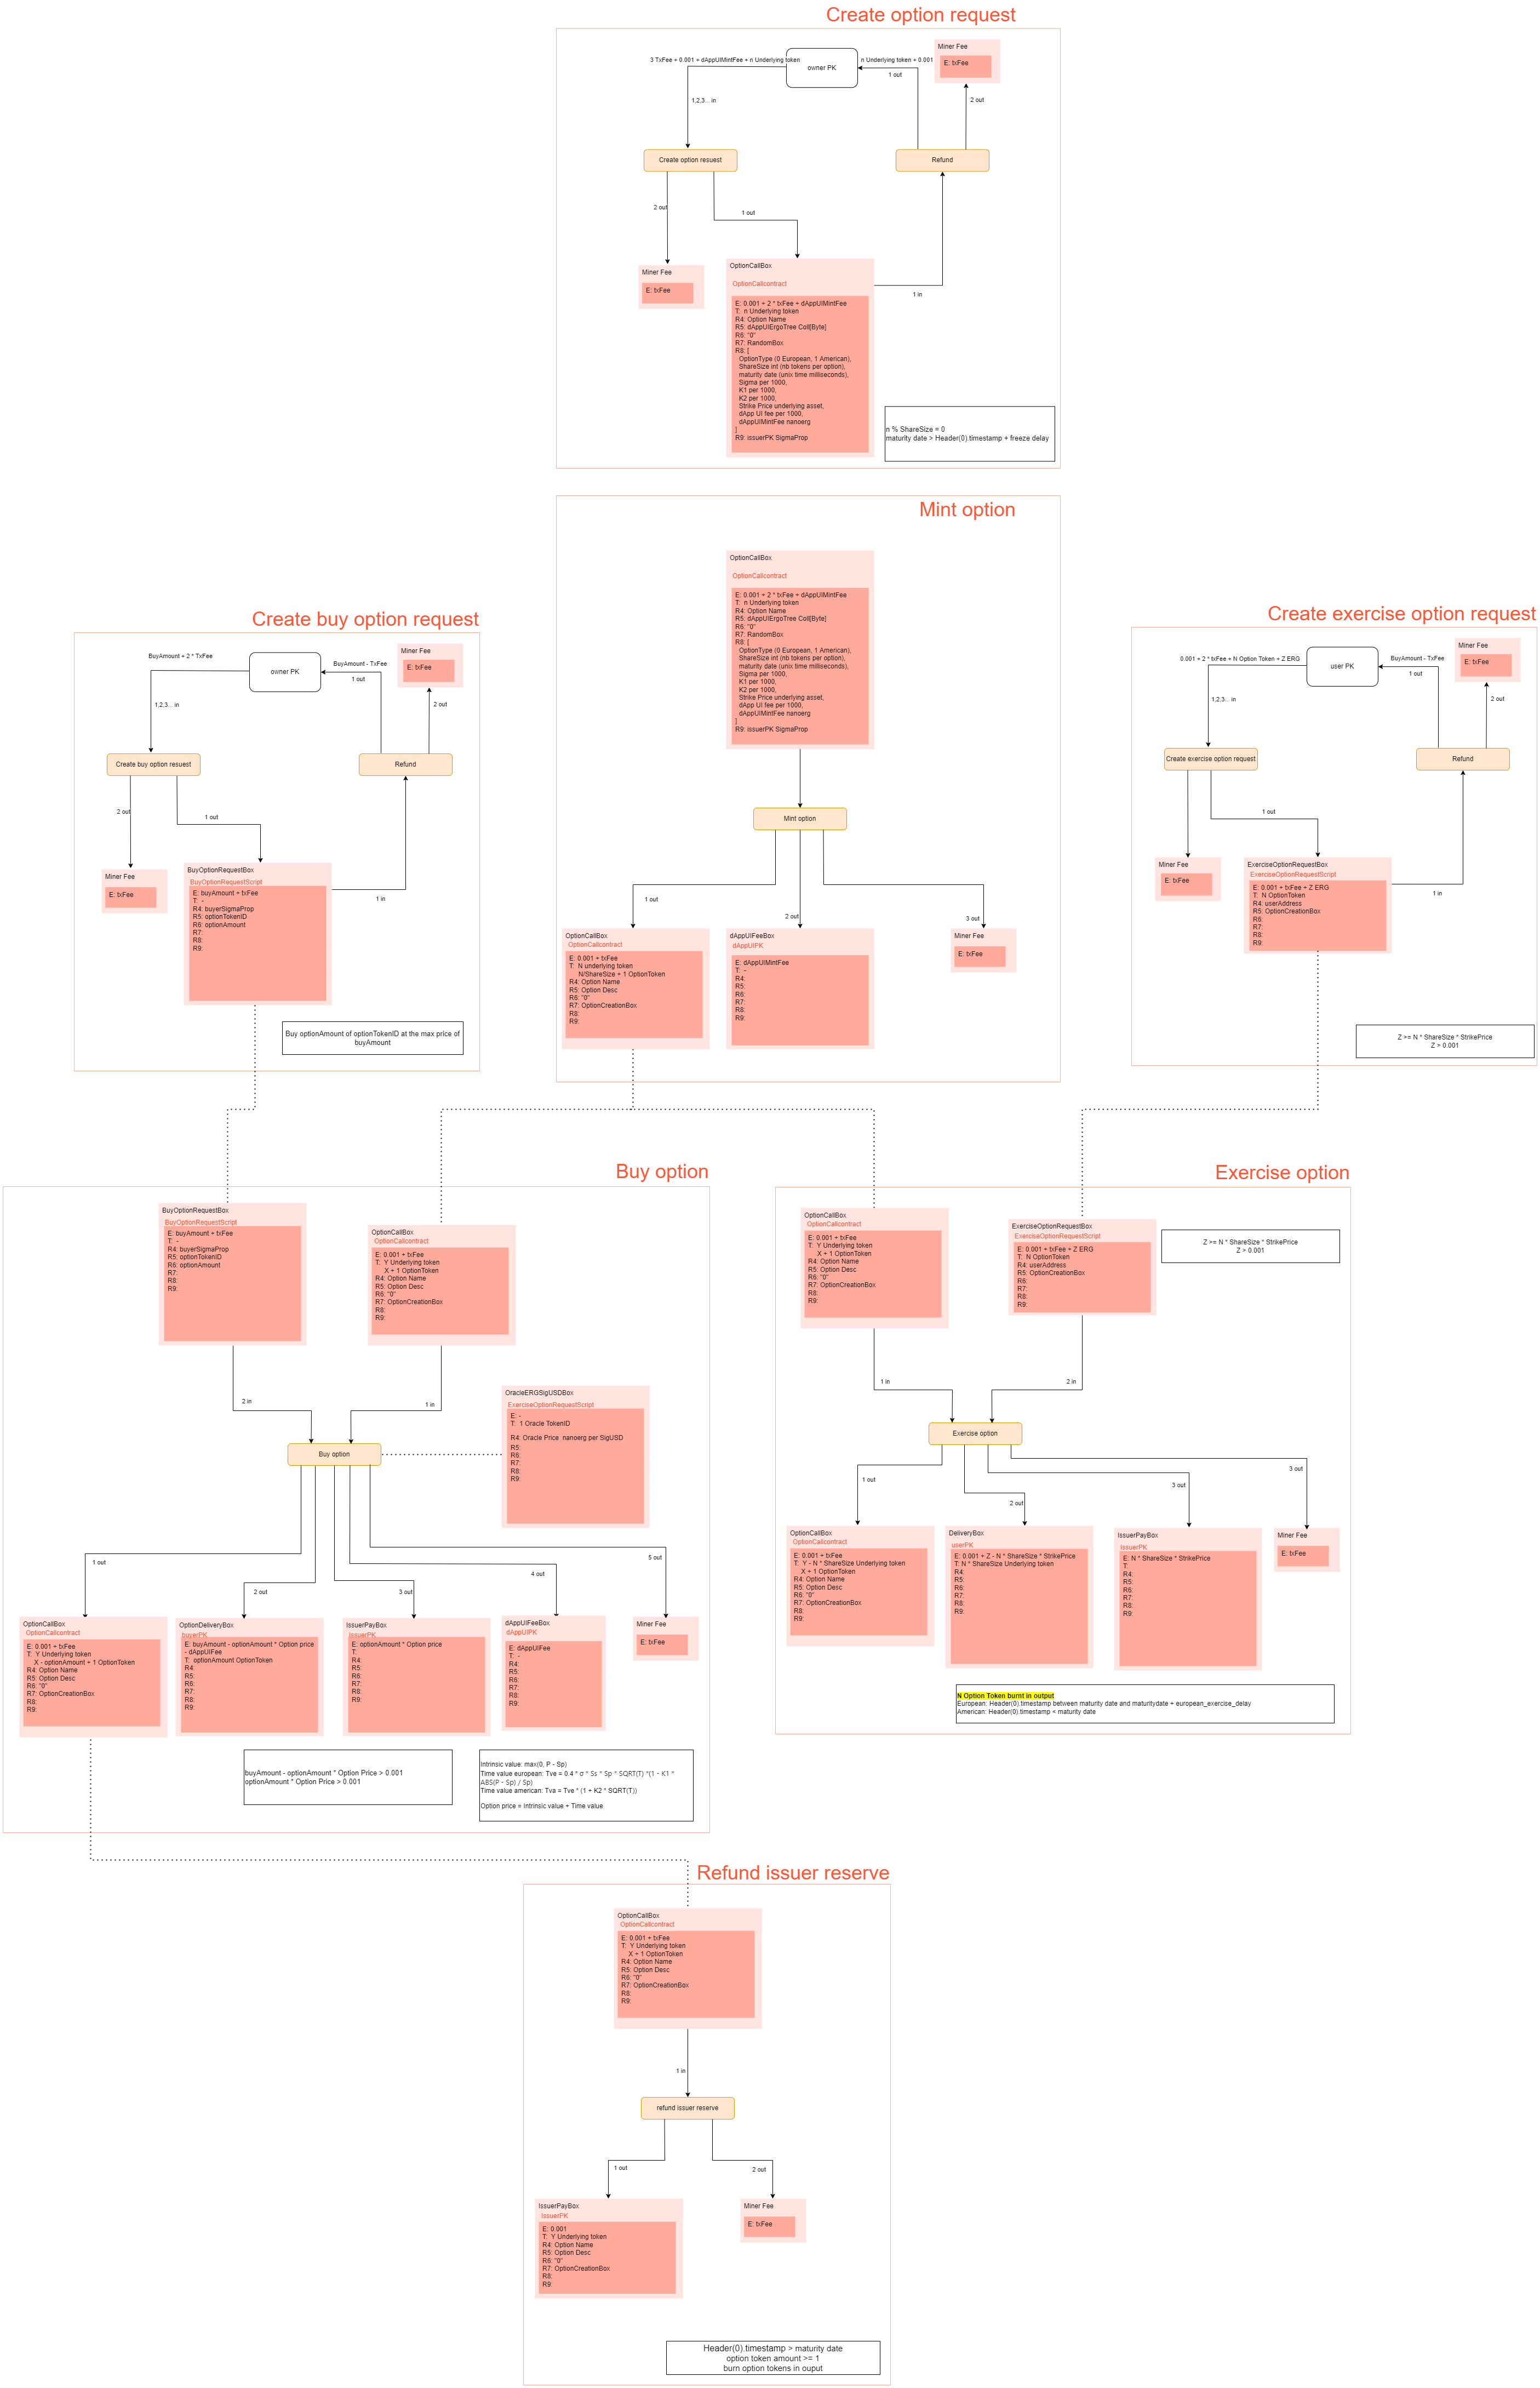 Create option request
Miner Fee
E: txFee
3 TxFee + 0.001 + dAppUIMintFee + n Underlying token
owner PK
n Underlying token + 0.001
1 out
1,2,3... in
2 out
Create option resuest
Refund
2 out
1 out
Miner Fee
E: txFee
OptionCallBox
OptionCallcontract
E: 0.001 + 2 * txFee + dAppUIMintFee
T:  n Underlying token
R4: Option Name
R5: dAppUIErgoTree Coll[Byte]
R6: "0"
R7: RandomBox
R8: [
OptionType (0 European, 1 American),
ShareSize int (nb tokens per option),
maturity date (unix time milliseconds),
Sigma per 1000,
K1 per 1000,
K2 per 1000,
Strike Price underlying asset,
dApp UI fee per 1000,
dAppUIMintFee nanoerg
]
R9: issuerPK SigmaProp
1 in
n % ShareSize = 0
maturity date > Header(0).timestamp + freeze delay
Mint option
OptionCallBox
OptionCallcontract
E: 0.001 + 2 * txFee + dAppUIMintFee
T:  n Underlying token
R4: Option Name
R5: dAppUIErgoTree Coll[Byte]
R6: "0"
R7: RandomBox
R8: [
OptionType (0 European, 1 American),
ShareSize int (nb tokens per option),
maturity date (unix time milliseconds),
Sigma per 1000,
K1 per 1000,
K2 per 1000,
Strike Price underlying asset,
dApp UI fee per 1000,
dAppUIMintFee nanoerg
]
R9: issuerPK SigmaProp
Mint option
1 out
2 out
3 out
OptionCallBox
OptionCallcontract
E: 0.001 + txFee
T:  N underlying token
N/ShareSize + 1 OptionToken
R4: Option Name
R5: Option Desc
R6: "0"
R7: OptionCreationBox
R8:
R9:
dAppUIFeeBox
dAppUIPK
E: dAppUIMintFee
T:  -
R4:
R5:
R6:
R7:
R8:
R9:
Miner Fee
E: txFee
Create buy option request
BuyAmount + 2 * TxFee
owner PK
BuyAmount - TxFee
1 out
Miner Fee
E: txFee
1,2,3... in
2 out
Create buy option resuest
Refund
2 out
1 out
Miner Fee
E: txFee
BuyOptionRequestBox
BuyOptionRequestScript
E: buyAmount + txFee
T:  -
R4: buyerSigmaProp
R5: optionTokenID
R6: optionAmount
R7:
R8:
R9:
1 in
Buy optionAmount of optionTokenID at the max price of
buyAmount
Create exercise option request
0.001 + 2 * txFee + N Option Token + Z ERG
user PK
BuyAmount - TxFee
1 out
Miner Fee
E: txFee
1,2,3... in
2 out
Create exercise option request
Refund
1 out
Miner Fee
E: txFee
ExerciseOptionRequestBox
ExerciseOptionRequestScript
E: 0.001 + txFee + Z ERG
T:  N OptionToken
R4: userAddress
R5: OptionCreationBox
R6:
R7:
R8:
R9:
1 in
Z >= N * ShareSize * StrikePrice
Z > 0.001
Buy option
BuyOptionRequestBox
BuyOptionRequestScript
E: buyAmount + txFee
T:  -
R4: buyerSigmaProp
R5: optionTokenID
R6: optionAmount
R7:
R8:
R9:
OptionCallBox
OptionCallcontract
E: 0.001 + txFee
T:  Y Underlying token
X + 1 OptionToken
R4: Option Name
R5: Option Desc
R6: "0"
R7: OptionCreationBox
R8:
R9:
2 in
1 in
OracleERGSigUSDBox
ExerciseOptionRequestScript
E: -
T:  1 Oracle TokenID
R4: Oracle Price  nanoerg per SigUSD
R5:
R6:
R7:
R8:
R9:
Buy option
1 out
2 out
3 out
4 out
5 out
OptionCallBox
OptionCallcontract
E: 0.001 + txFee
T:  Y Underlying token
X - optionAmount + 1 OptionToken
R4: Option Name
R5: Option Desc
R6: "0"
R7: OptionCreationBox
R8:
R9:
OptionDeliveryBox
buyerPK
E: buyAmount - optionAmount * Option price
- dAppUIFee
T:  optionAmount OptionToken
R4:
R5:
R6:
R7:
R8:
R9:
IssuerPayBox
IssuerPK
E: optionAmount * Option price
T:
R4:
R5:
R6:
R7:
R8:
R9:
dAppUIFeeBox
dAppUIPK
E: dAppUIFee
T:  -
R4:
R5:
R6:
R7:
R8:
R9:
Miner Fee
E: txFee
buyAmount - optionAmount * Option Price > 0.001
optionAmount * Option Price > 0.001
Intrinsic value: max(0, P - Sp)
Time value european: Tve = 0.4 * σ * Ss * Sp * SQRT(T) *(1 - K1 *
ABS(P - Sp) / Sp)
Time value american: Tva = Tve * (1 + K2 * SQRT(T))
Option price = Intrinsic value + Time value
Exercise option
OptionCallBox
OptionCallcontract
E: 0.001 + txFee
T:  Y Underlying token
X + 1 OptionToken
R4: Option Name
R5: Option Desc
R6: "0"
R7: OptionCreationBox
R8:
R9:
ExerciseOptionRequestBox
ExerciseOptionRequestScript
E: 0.001 + txFee + Z ERG
T:  N OptionToken
R4: userAddress
R5: OptionCreationBox
R6:
R7:
R8:
R9:
Z >= N * ShareSize * StrikePrice
Z > 0.001
1 in
2 in
Exercise option
1 out
2 out
3 out
3 out
OptionCallBox
OptionCallcontract
E: 0.001 + txFee
T:  Y - N * ShareSize Underlying token
X + 1 OptionToken
R4: Option Name
R5: Option Desc
R6: "0"
R7: OptionCreationBox
R8:
R9:
DeliveryBox
userPK
E: 0.001 + Z - N * ShareSize * StrikePrice
T: N * ShareSize Underlying token
R4:
R5:
R6:
R7:
R8:
R9:
IssuerPayBox
IssuerPK
E: N * ShareSize * StrikePrice
T:
R4:
R5:
R6:
R7:
R8:
R9:
Miner Fee
E: txFee
N Option Token burnt in output
European: Header(0).timestamp between maturity date and maturitydate + european_exercise_delay
American: Header(0).timestamp < maturity date
Refund issuer reserve
OptionCallBox
OptionCallcontract
E: 0.001 + txFee
T:  Y Underlying token
X + 1 OptionToken
R4: Option Name
R5: Option Desc
R6: "0"
R7: OptionCreationBox
R8:
R9:
1 in
refund issuer reserve
1 out
2 out
IssuerPayBox
IssuerPK
E: 0.001
T:  Y Underlying token
R4: Option Name
R5: Option Desc
R6: "0"
R7: OptionCreationBox
R8:
R9:
Miner Fee
E: txFee
Header(0).timestamp > maturity date
option token amount >= 1
burn option tokens in ouput